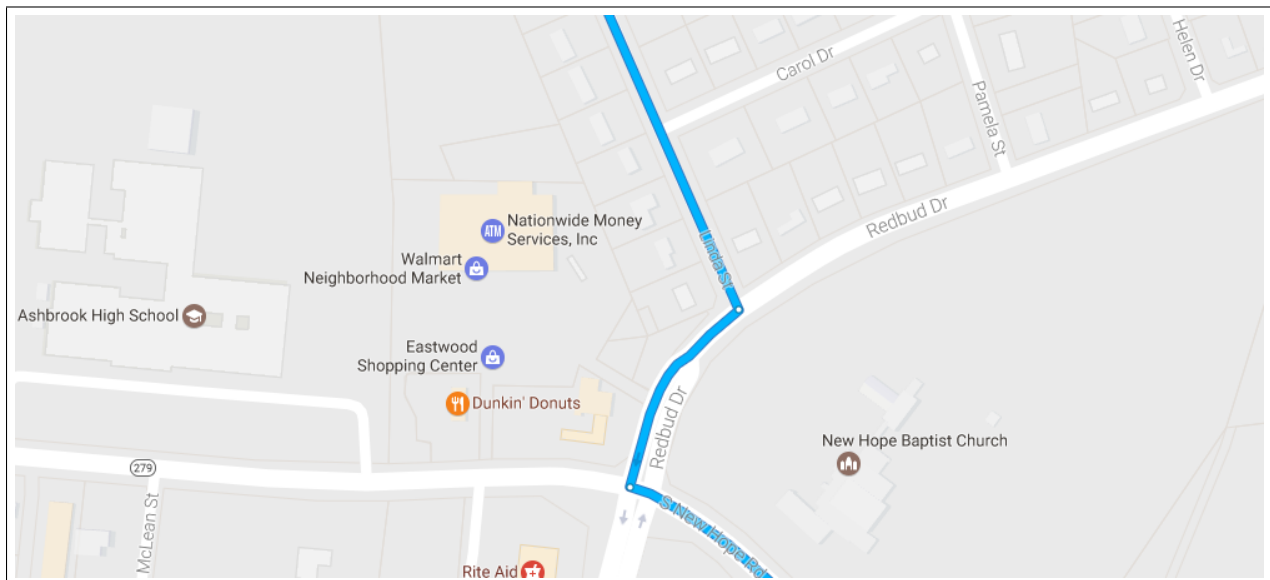 Carol Dr
Helen Dr
Pamela St
Redbud Dr
ATM
Nationwide Money
Services, Inc
Walmart
Neighborhood Market
Linda St
Ashbrook High School
Eastwood
Shopping Center
Dunkin' Donuts
Redbud Dr
New Hope Baptist Church
279
McLean St
S New Hope Rd
Rite Aid